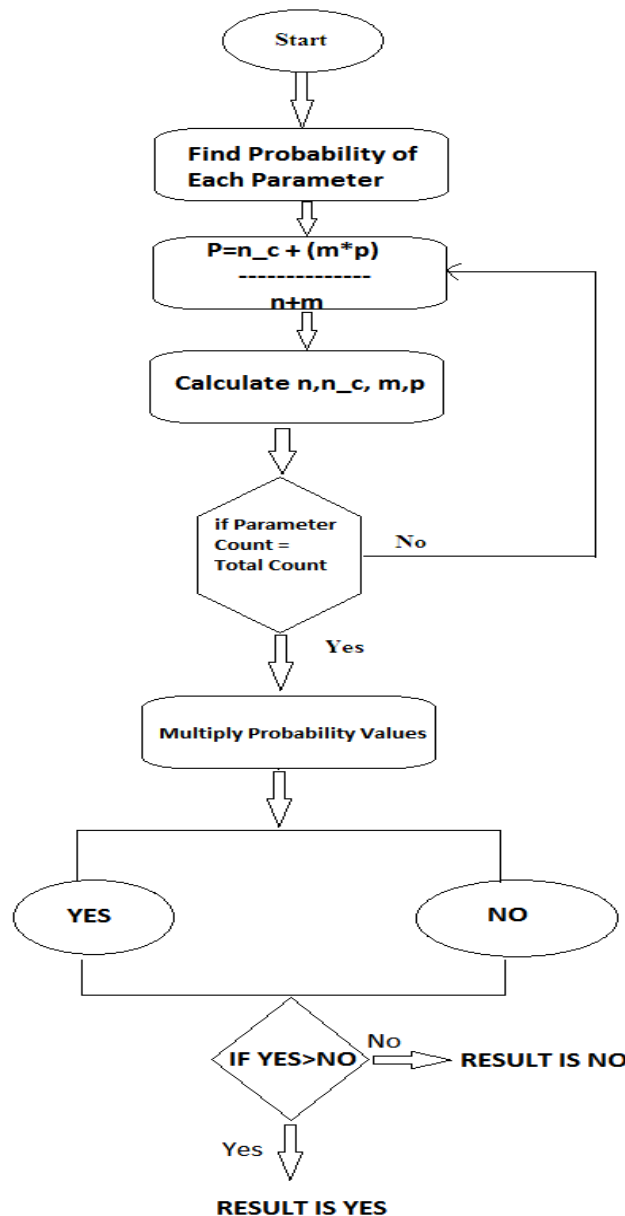 Start
Find Probability of
Each Parameter
P=n_c + (m*p)
--------------
n+m
Calculate n,n_c, m,p
if Parameter
Count =
Total Count
No
Yes
Multiply Probability Values
YES
NO
IF YES>NO
No
RESULT IS NO
Yes
RESULT IS YES